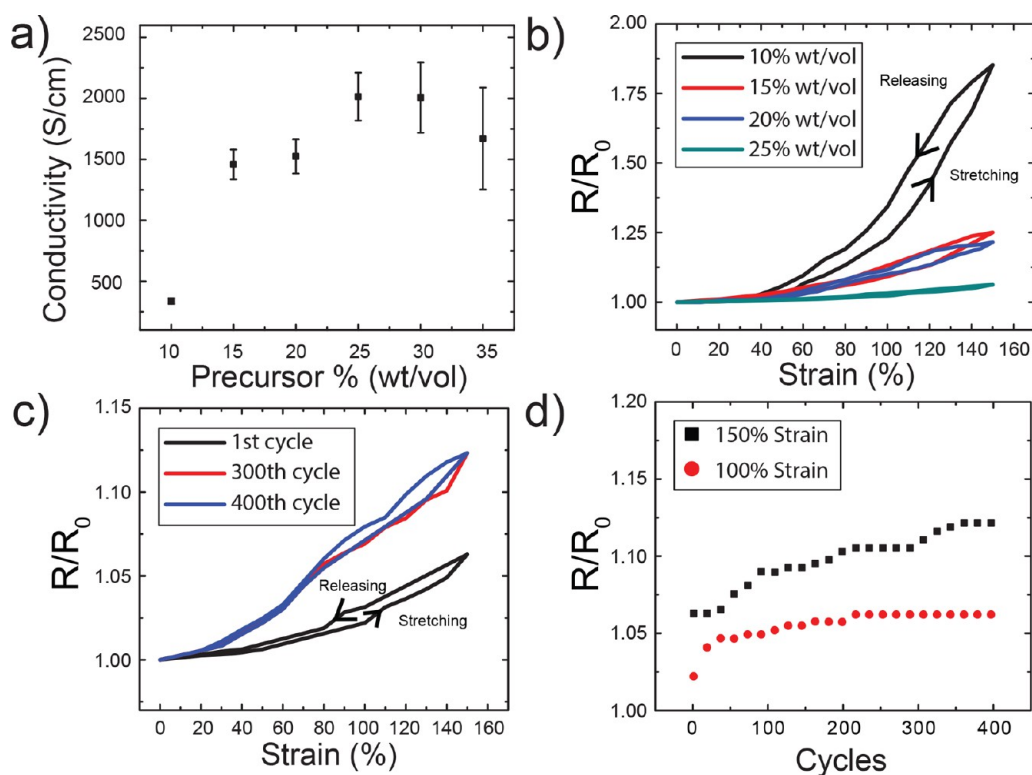 a)
2500
2000
1500
1000
500
Conductivity (S/cm)
10 15 20 25 30 35
Precursor % (wt/vol)
b)
2.00
1.75
1.50
1.25
1.00
R/R0
10% wt/vol
15% wt/vol
20% wt/vol
25% wt/vol
Releasing
Stretching
0 20 40 60 80 100 120 140 160
Strain (%)
c)
1.15
1.10
1.05
1.00
R/R0
1st cycle
300th cycle
400th cycle
Releasing
Stretching
0 20 40 60 80 100 120 140 160
Strain (%)
d)
1.20
1.15
1.10
1.05
1.00
R/R0
150% Strain
100% Strain
0 100 200 300 400
Cycles